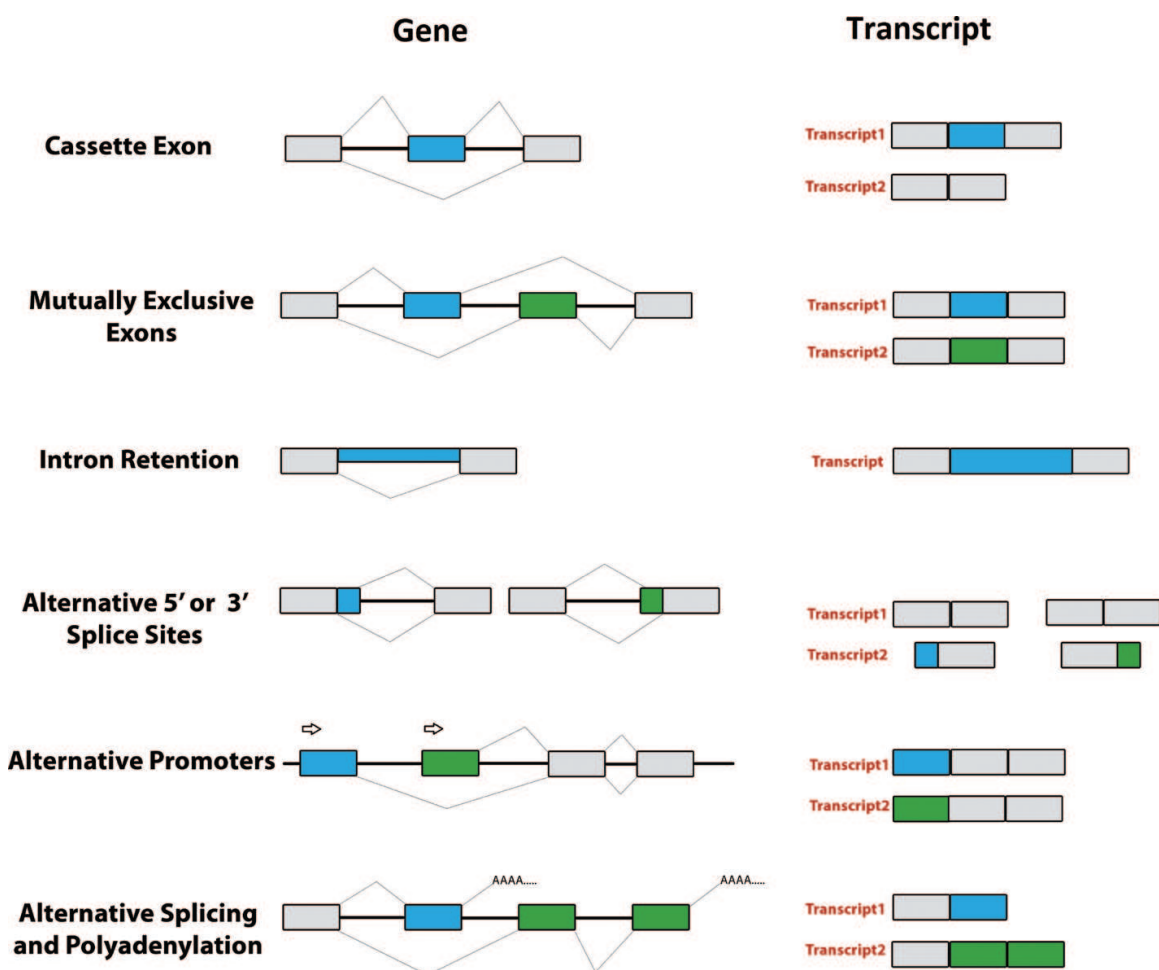 Gene
Transcript
Cassette Exon
Transcript1
Transcript2
Mutually Exclusive
Exons
Transcript1
Transcript2
Intron Retention
Transcript
Alternative 5’ or 3’
Splice Sites
Transcript1
Transcript2
Alternative Promoters
Transcript1
Transcript2
Alternative Splicing
and Polyadenylation
AAAA.....
AAAA.....
Transcript1
Transcript2